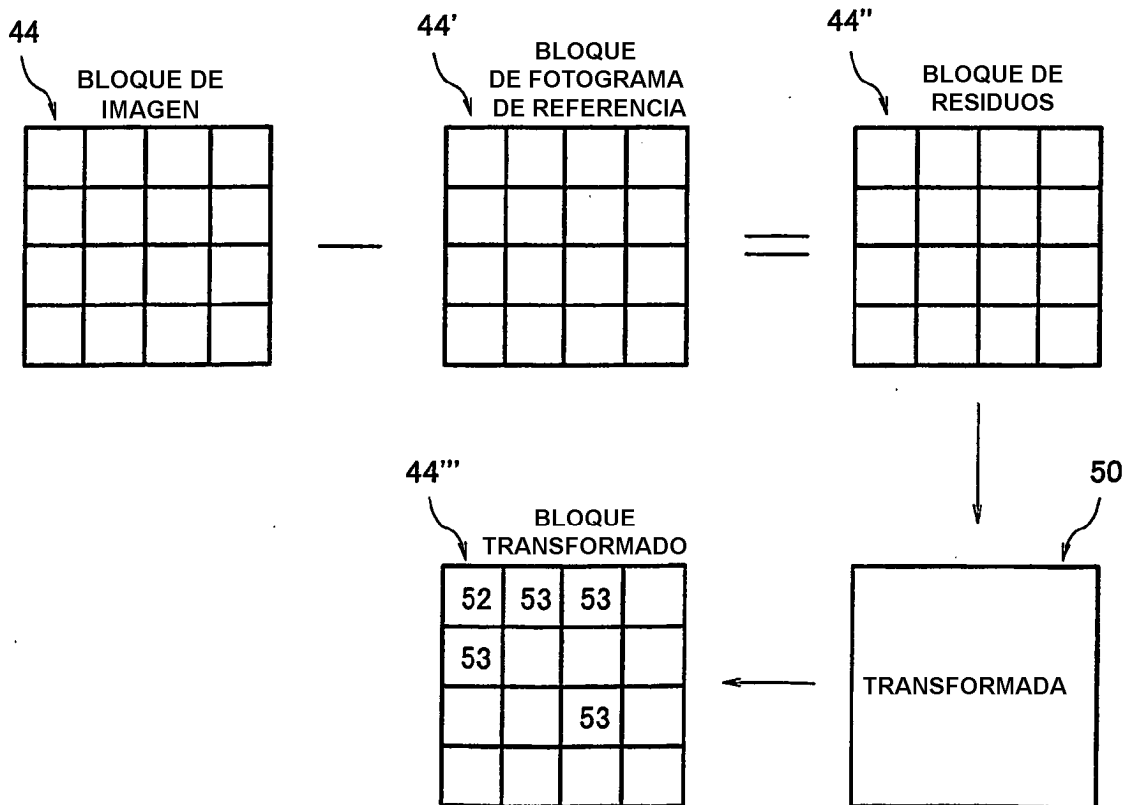 44
BLOQUE DE
IMAGEN
44'
BLOQUE
DE FOTOGRAMA
DE REFERENCIA
44"
BLOQUE DE
RESIDUOS
44'''
BLOQUE
TRANSFORMADO
52 53 53
53
53
50
TRANSFORMADA